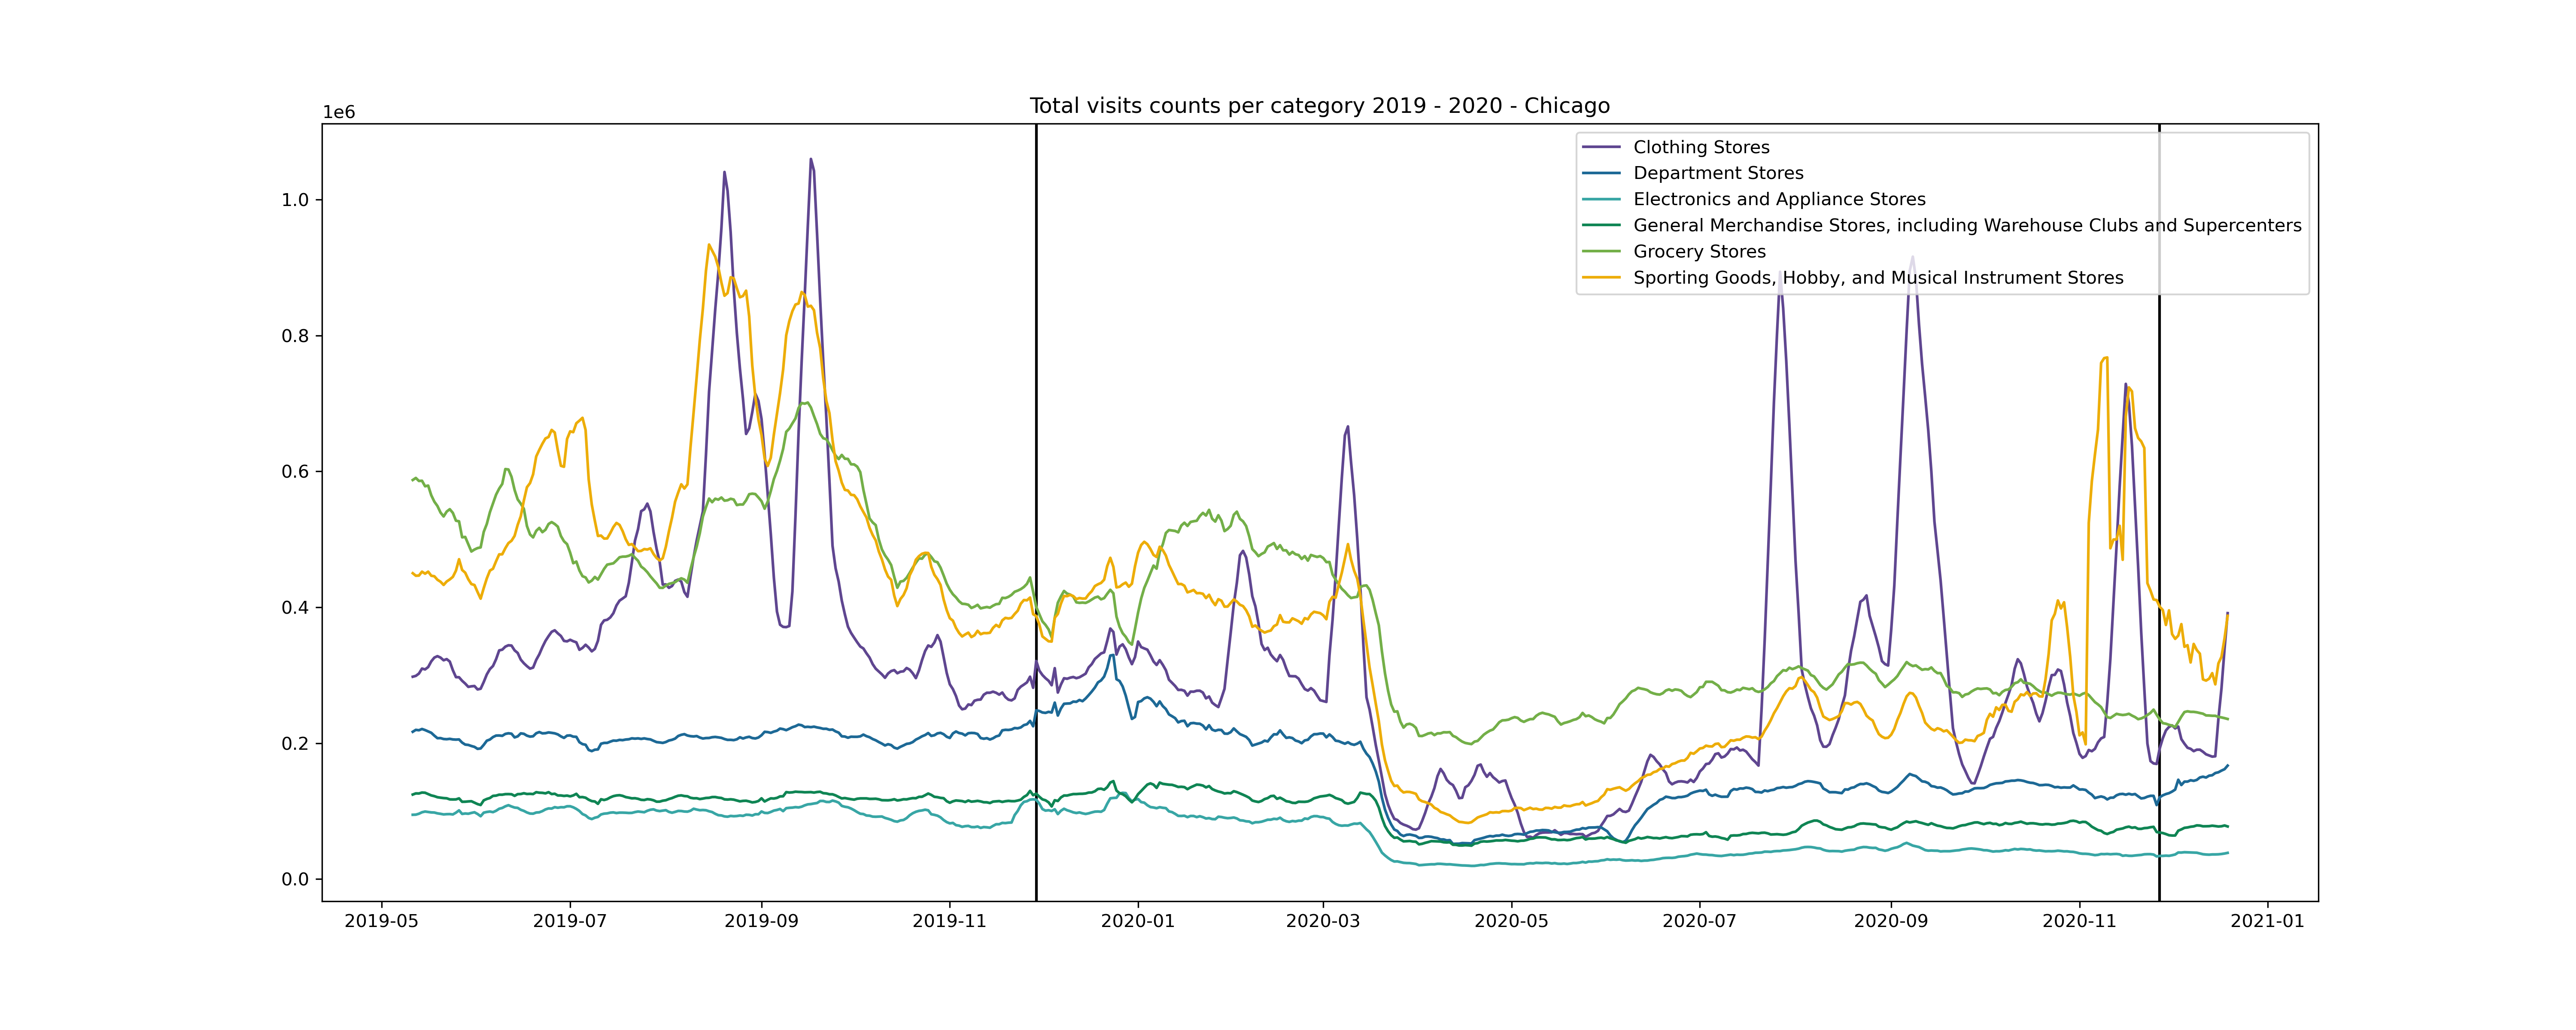 Total visits counts per category 2019 - 2020 - Chicago
1e6
Clothing Stores
Department Stores
Electronics and Appliance Stores
General Merchandise Stores, including Warehouse Clubs and Supercenters
Grocery Stores
Sporting Goods, Hobby, and Musical Instrument Stores
1.0
0.8
0.6
0.4
0.2
0.0
2019-05 2019-07 2019-09 2019-11 2020-01 2020-03 2020-05 2020-07 2020-09 2020-11 2021-01